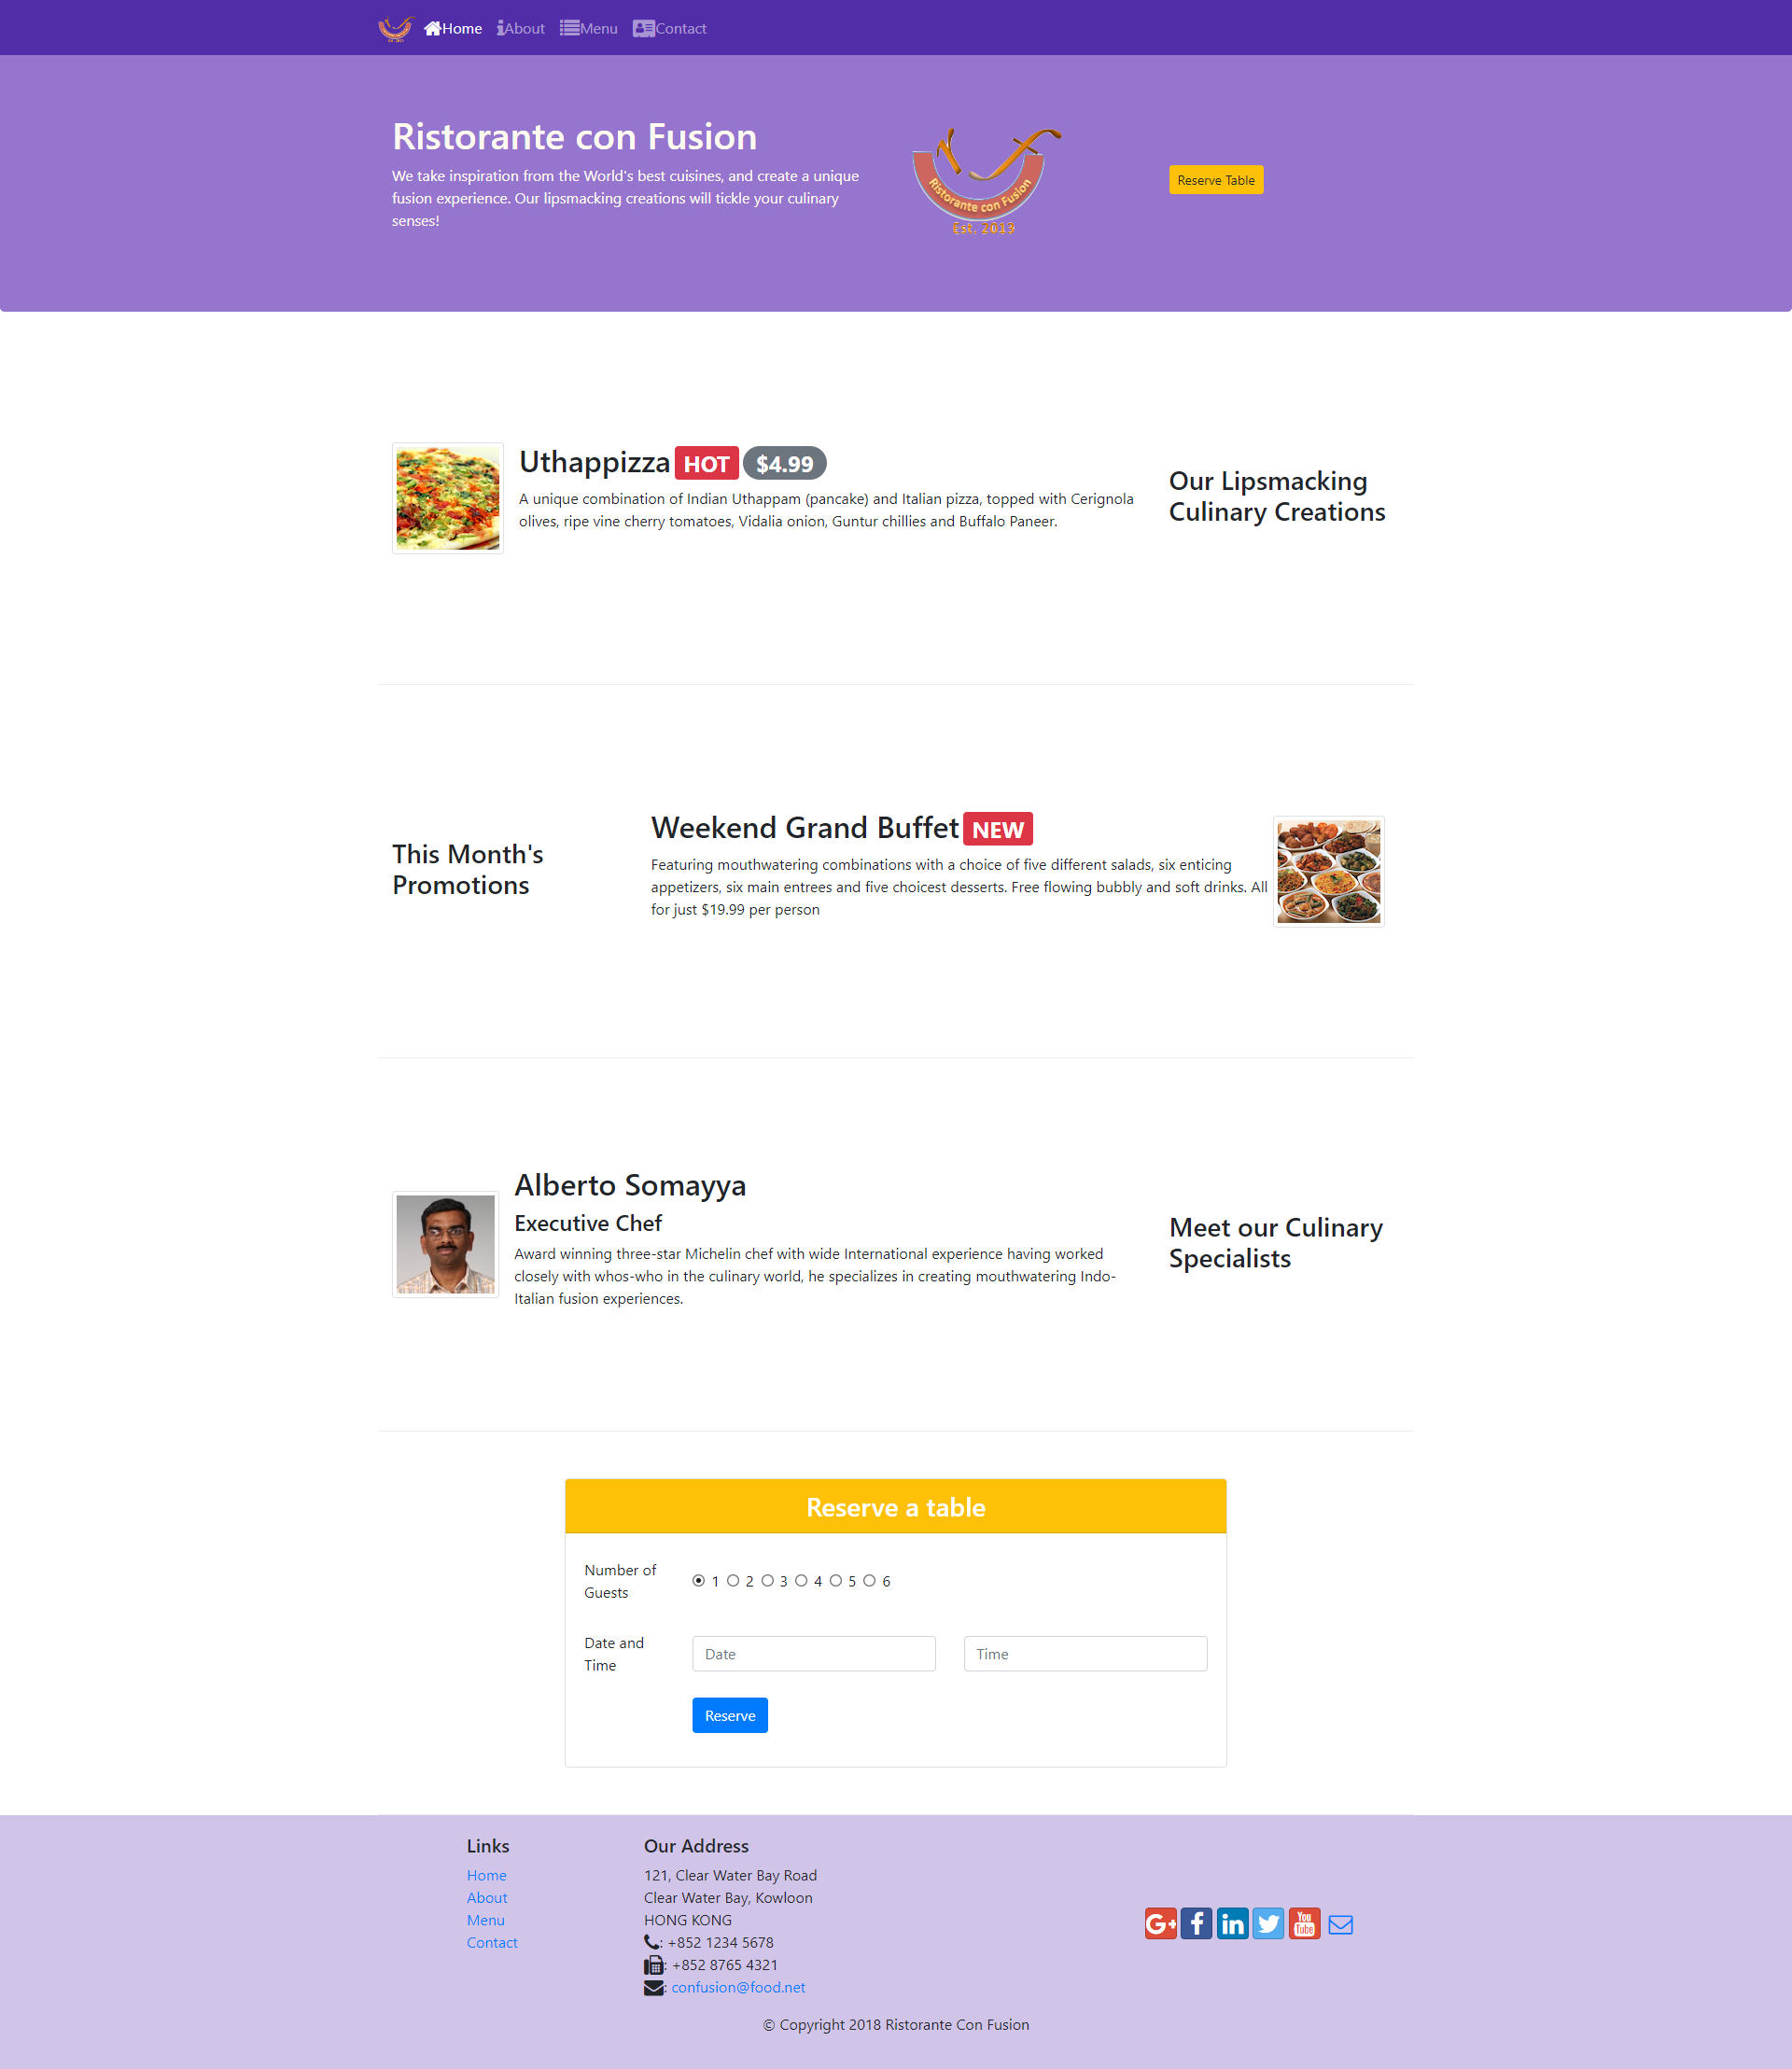 Home About Menu Contact
Ristorante con Fusion
We take inspiration from the World's best cuisines, and create a unique
fusion experience. Our lipsmacking creations will tickle your culinary
senses!
Ristorante con Fusion
Est. 2019
Reserve Table
Uthappizza HOT $4.99
A unique combination of Indian Uthappam (pancake) and Italian pizza, topped with Cerignola
olives, ripe vine cherry tomatoes, Vidalia onion, Guntur chillies and Buffalo Paneer.
Our Lipsmacking
Culinary Creations
This Month's
Promotions
Weekend Grand Buffet NEW
Featuring mouthwatering combinations with a choice of five different salads, six enticing
appetizers, six main entrees and five choicest desserts. Free flowing bubbly and soft drinks. All
for just $19.99 per person
Alberto Somayya
Executive Chef
Award winning three-star Michelin chef with wide International experience having worked
closely with whos-who in the culinary world, he specializes in creating mouthwatering Indo-
Italian fusion experiences.
Meet our Culinary
Specialists
Reserve a table
Number of
Guests
1 2 3 4 5 6
Date and
Time
Date
Time
Reserve
Links
Home
About
Menu
Contact
Our Address
121, Clear Water Bay Road
Clear Water Bay, Kowloon
HONG KONG
: +852 1234 5678
: +852 8765 4321
: confusion@food.net
G+ f in You Tube
© Copyright 2018 Ristorante Con Fusion